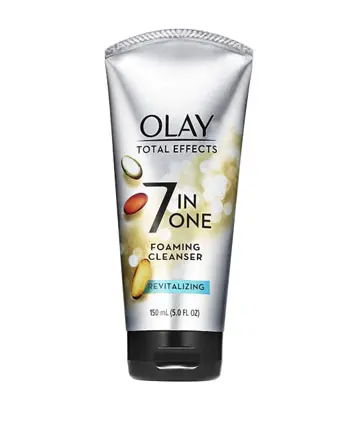 OLAY
TOTAL EFFECTS
7 IN
ONE
FOAMING
CLEANSER
REVITALIZING
150 mL (5.0 FL OZ)